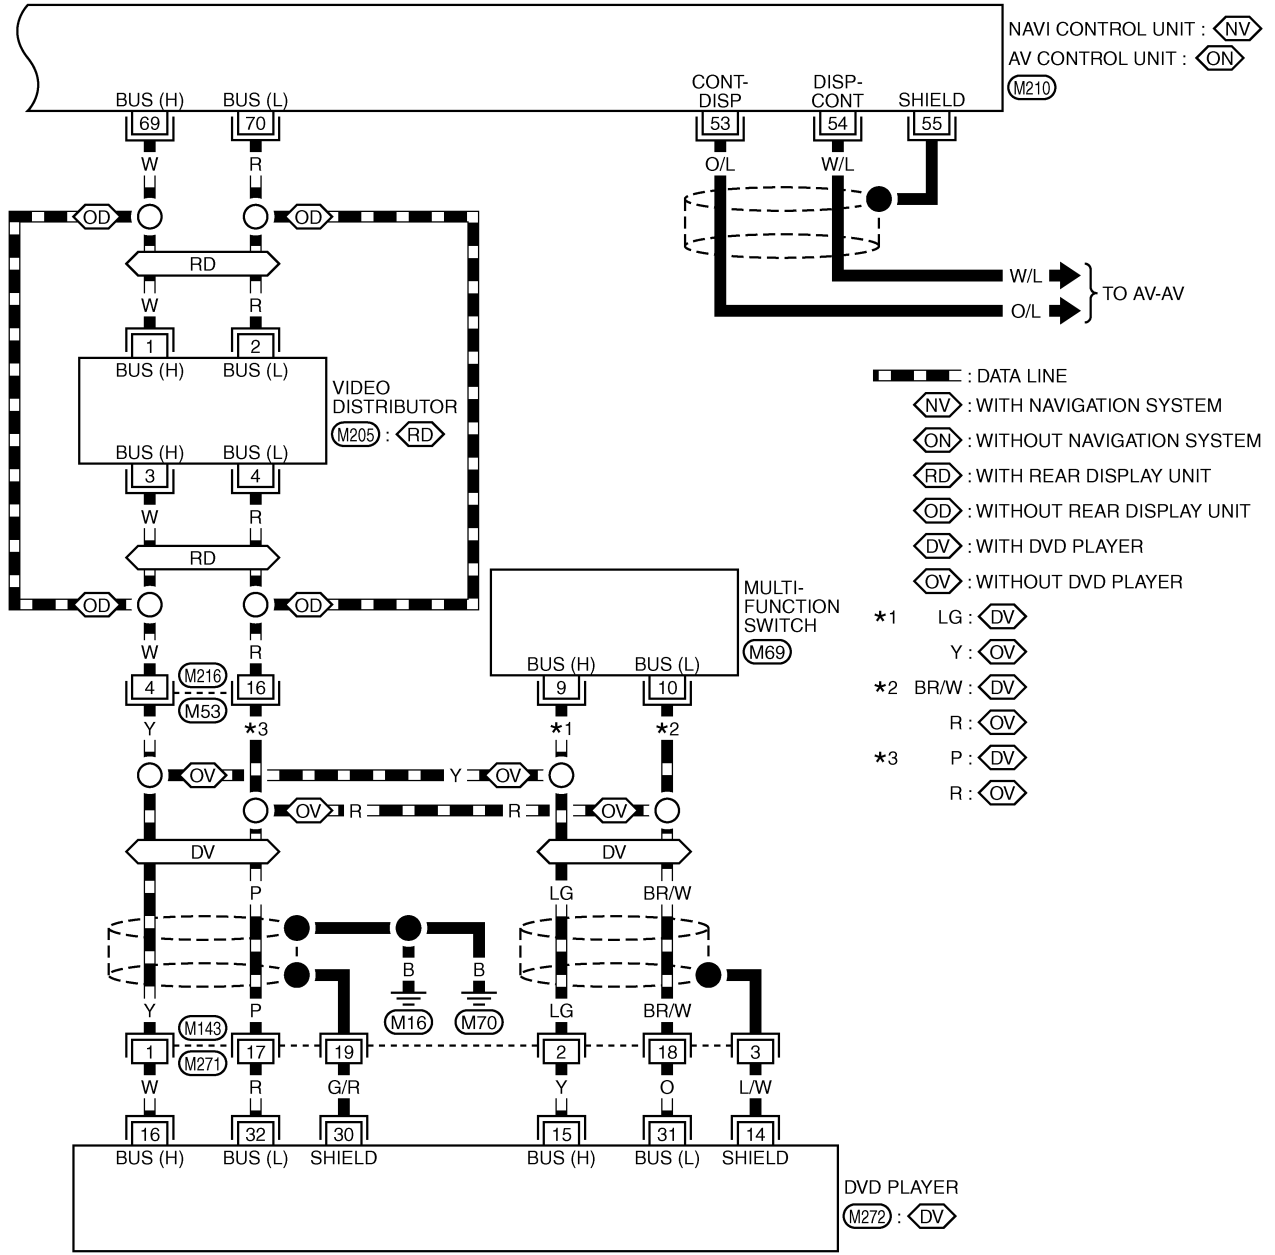 NAVI CONTROL UNIT : NV
AV CONTROL UNIT : ON
M210
BUS (H) BUS (L) CONT-DISP DISP-CONT SHIELD
69 70 53 54 55
W R O/L W/L
OD OD
RD
W/L
O/L
TO AV-AV
W R
1 2
BUS (H) BUS (L)
VIDEO
DISTRIBUTOR
M205 : RD
BUS (H) BUS (L)
3 4
W R
RD
OD OD
W R
: DATA LINE
NV : WITH NAVIGATION SYSTEM
ON : WITHOUT NAVIGATION SYSTEM
RD : WITH REAR DISPLAY UNIT
OD : WITHOUT REAR DISPLAY UNIT
DV : WITH DVD PLAYER
OV : WITHOUT DVD PLAYER
*1 LG : DV
Y : OV
*2 BR/W : DV
R : OV
*3 P : DV
R : OV
MULTI-
FUNCTION
SWITCH
M69
BUS (H) BUS (L)
9 10
M216
4 16
M53
Y *3 *1 *2
OV Y OV
OV R R OV
DV DV
P LG BR/W
B B
M16 M70
Y P LG BR/W
M143
1 17 19 2 18 3
M271
W R G/R Y O L/W
16 32 30 15 31 14
BUS (H) BUS (L) SHIELD BUS (H) BUS (L) SHIELD
DVD PLAYER
M272 : DV